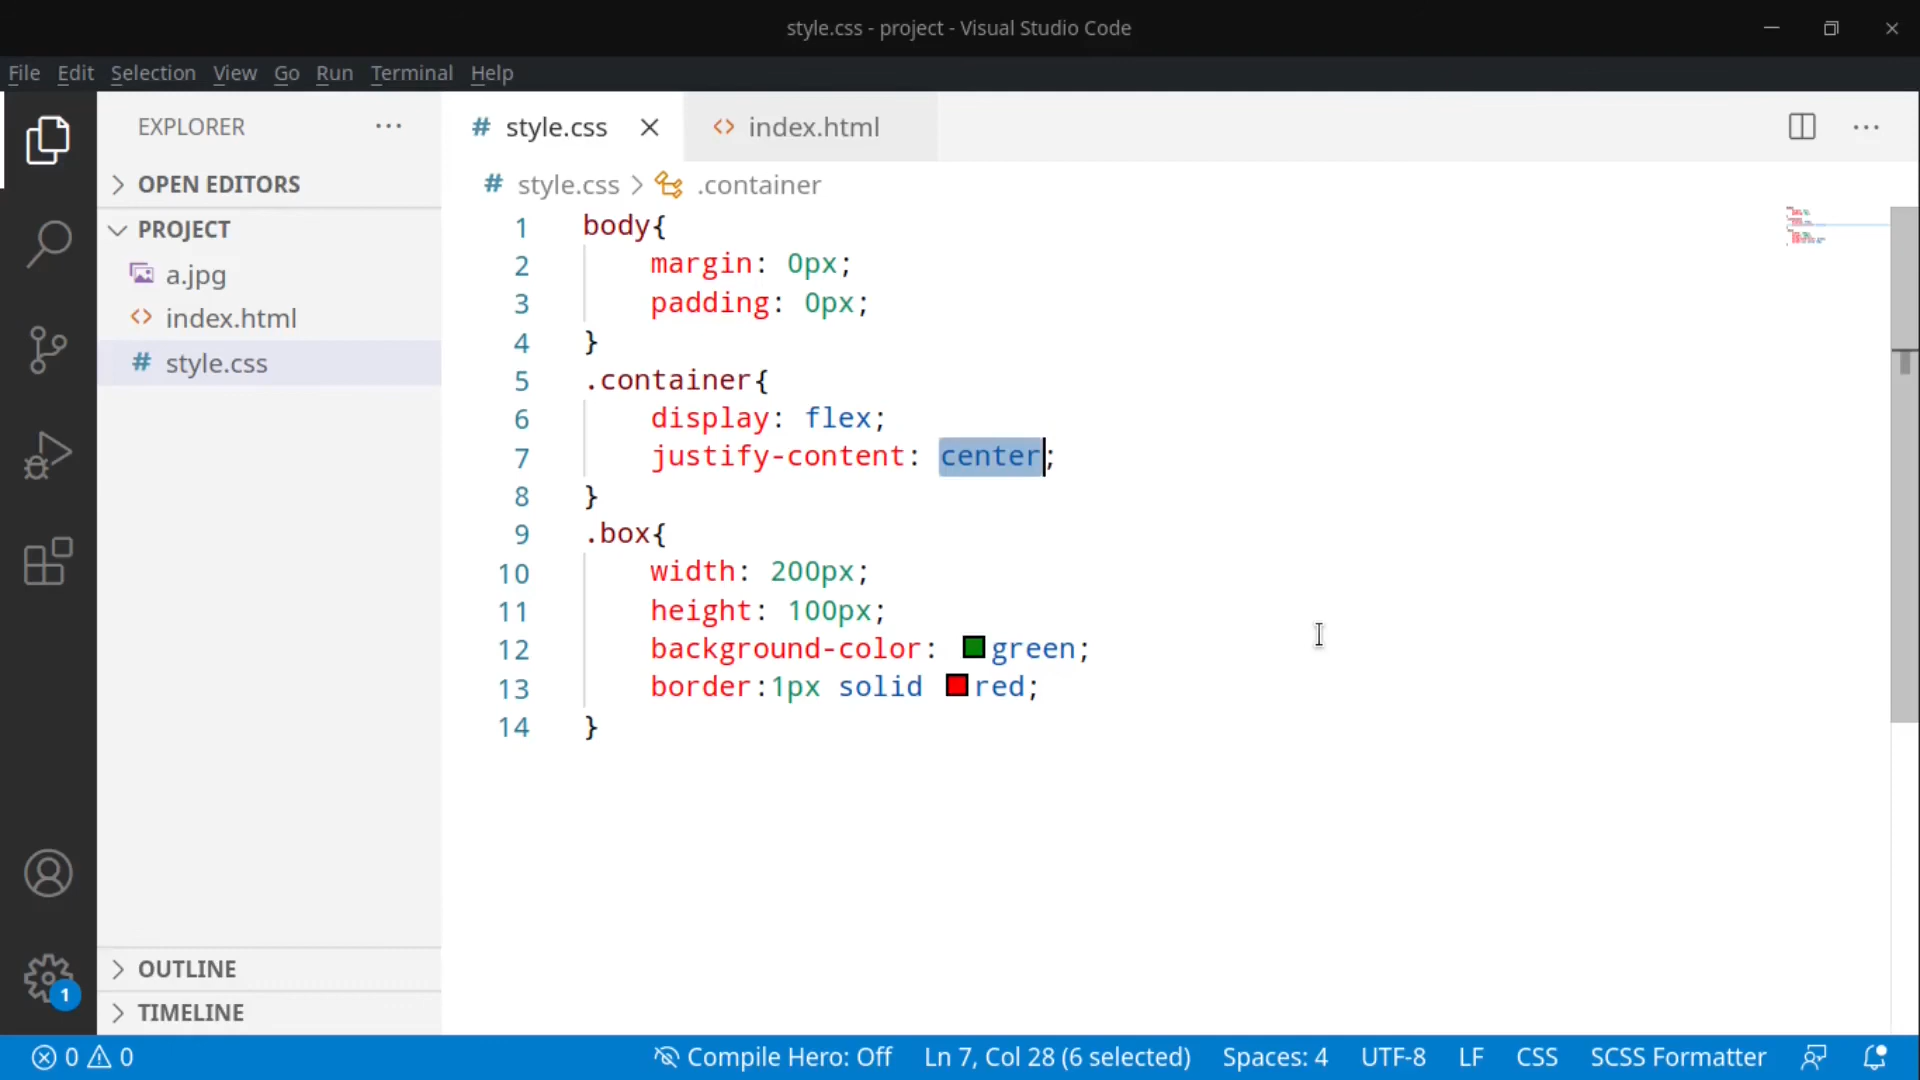 style.css - project - Visual Studio Code
File Edit Selection View Go Run Terminal Help
EXPLORER
OPEN EDITORS
PROJECT
a.jpg
index.html
# style.css
# style.css index.html
# style.css .container
1 body{
2 margin: 0px;
3 padding: 0px;
4 }
5 .container{
6 display: flex;
7 justify-content: center;
8 }
9 .box{
10 width: 200px;
11 height: 100px;
12 background-color: green;
13 border:1px solid red;
14 }
1
OUTLINE
TIMELINE
0 0 Compile Hero: Off Ln 7, Col 28 (6 selected) Spaces: 4 UTF-8 LF CSS SCSS Formatter